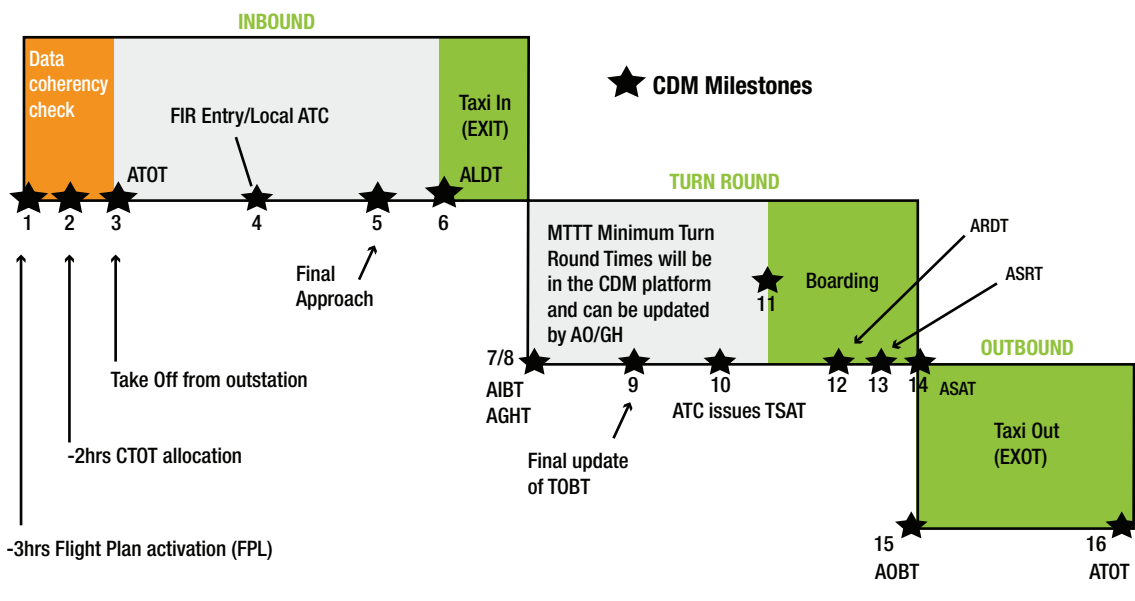 INBOUND
Data
coherency
check
FIR Entry/Local ATC
Taxi In
(EXIT)
CDM Milestones
ATOT
ALDT
1
2
3
4
5
6
Final
Approach
Take Off from outstation
-2hrs CTOT allocation
-3hrs Flight Plan activation (FPL)
TURN ROUND
MTTT Minimum Turn
Round Times will be
in the CDM platform
and can be updated
by AO/GH
11
Boarding
ARDT
ASRT
7/8
AIBT
AGHT
9
10
12
13
14
Final update
of TOBT
ATC issues TSAT
OUTBOUND
ASAT
Taxi Out
(EXOT)
15
AOBT
16
ATOT